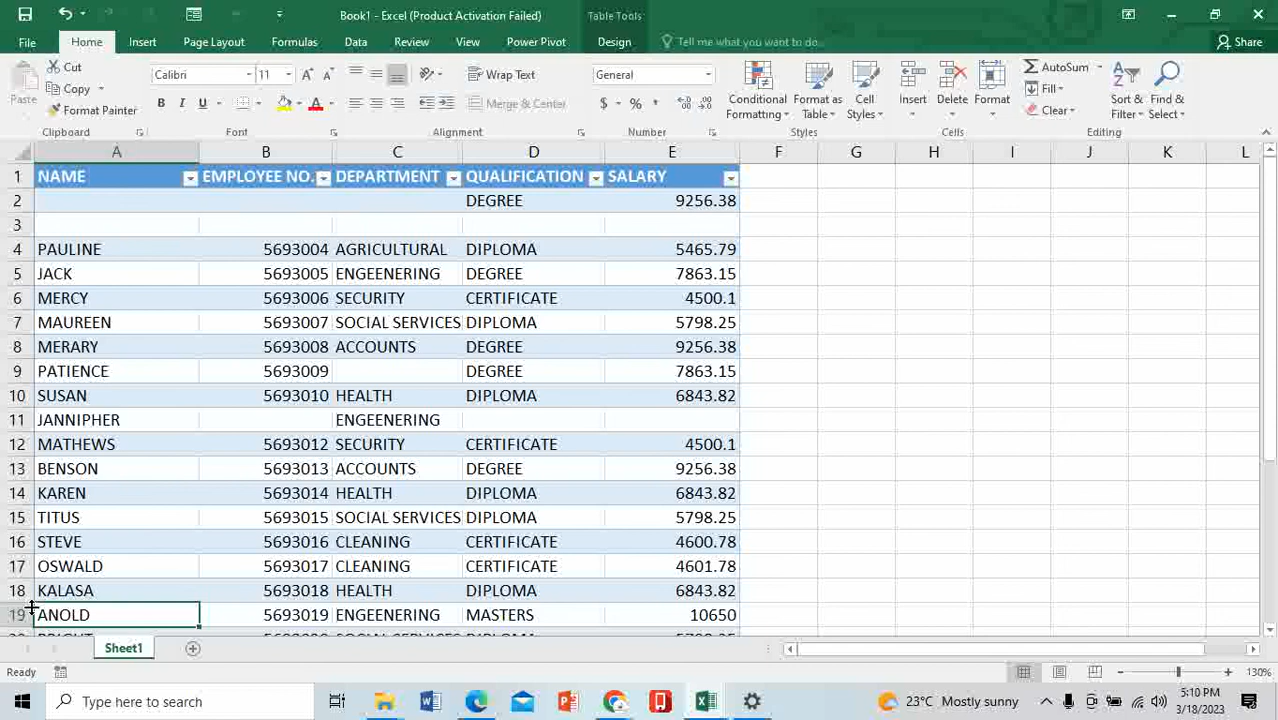 Book1 - Excel (Product Activation Failed) Table Tools
File Home Insert Page Layout Formulas Data Review View Power Pivot Design Tell me what you want to do... Share
Cut Calibri 11 Wrap Text General AutoSum
Copy Fill
Paste Format Painter B I U A Merge & Center $ % Conditional Formatting Format as Table Cell Styles Insert Delete Format Clear Sort & Filter Find & Select
Clipboard Font Alignment Number Styles Cells Editing
A B C D E F G H I J K L
1 NAME EMPLOYEE NO. DEPARTMENT QUALIFICATION SALARY
2 DEGREE 9256.38
3
4 PAULINE 5693004 AGRICULTURAL DIPLOMA 5465.79
5 JACK 5693005 ENGEENERING DEGREE 7863.15
6 MERCY 5693006 SECURITY CERTIFICATE 4500.1
7 MAUREEN 5693007 SOCIAL SERVICES DIPLOMA 5798.25
8 MERARY 5693008 ACCOUNTS DEGREE 9256.38
9 PATIENCE 5693009 DEGREE 7863.15
10 SUSAN 5693010 HEALTH DIPLOMA 6843.82
11 JANNIPHER ENGEENERING
12 MATHEWS 5693012 SECURITY CERTIFICATE 4500.1
13 BENSON 5693013 ACCOUNTS DEGREE 9256.38
14 KAREN 5693014 HEALTH DIPLOMA 6843.82
15 TITUS 5693015 SOCIAL SERVICES DIPLOMA 5798.25
16 STEVE 5693016 CLEANING CERTIFICATE 4600.78
17 OSWALD 5693017 CLEANING CERTIFICATE 4601.78
18 KALASA 5693018 HEALTH DIPLOMA 6843.82
19 ANOLD 5693019 ENGEENERING MASTERS 10650
Sheet1
Ready 130%
Type here to search 23°C Mostly sunny 5:10 PM
3/18/2023